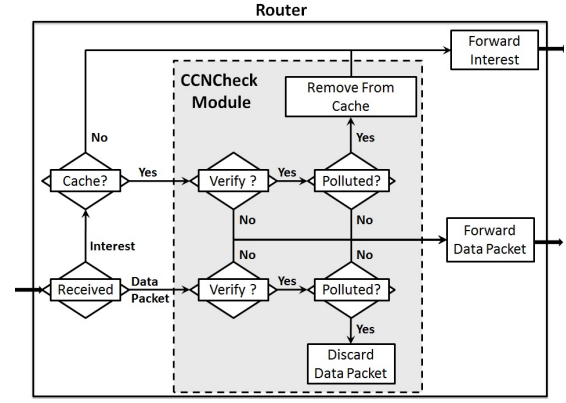 Router
CCNCheck
Module
Forward
Interest
Remove From
Cache
No
Yes
Cache?
Yes
Verify ?
Yes
Polluted?
No
No
Interest
Forward
Data Packet
No
No
Received
Data
Packet
Verify ?
Yes
Polluted?
Yes
Discard
Data Packet